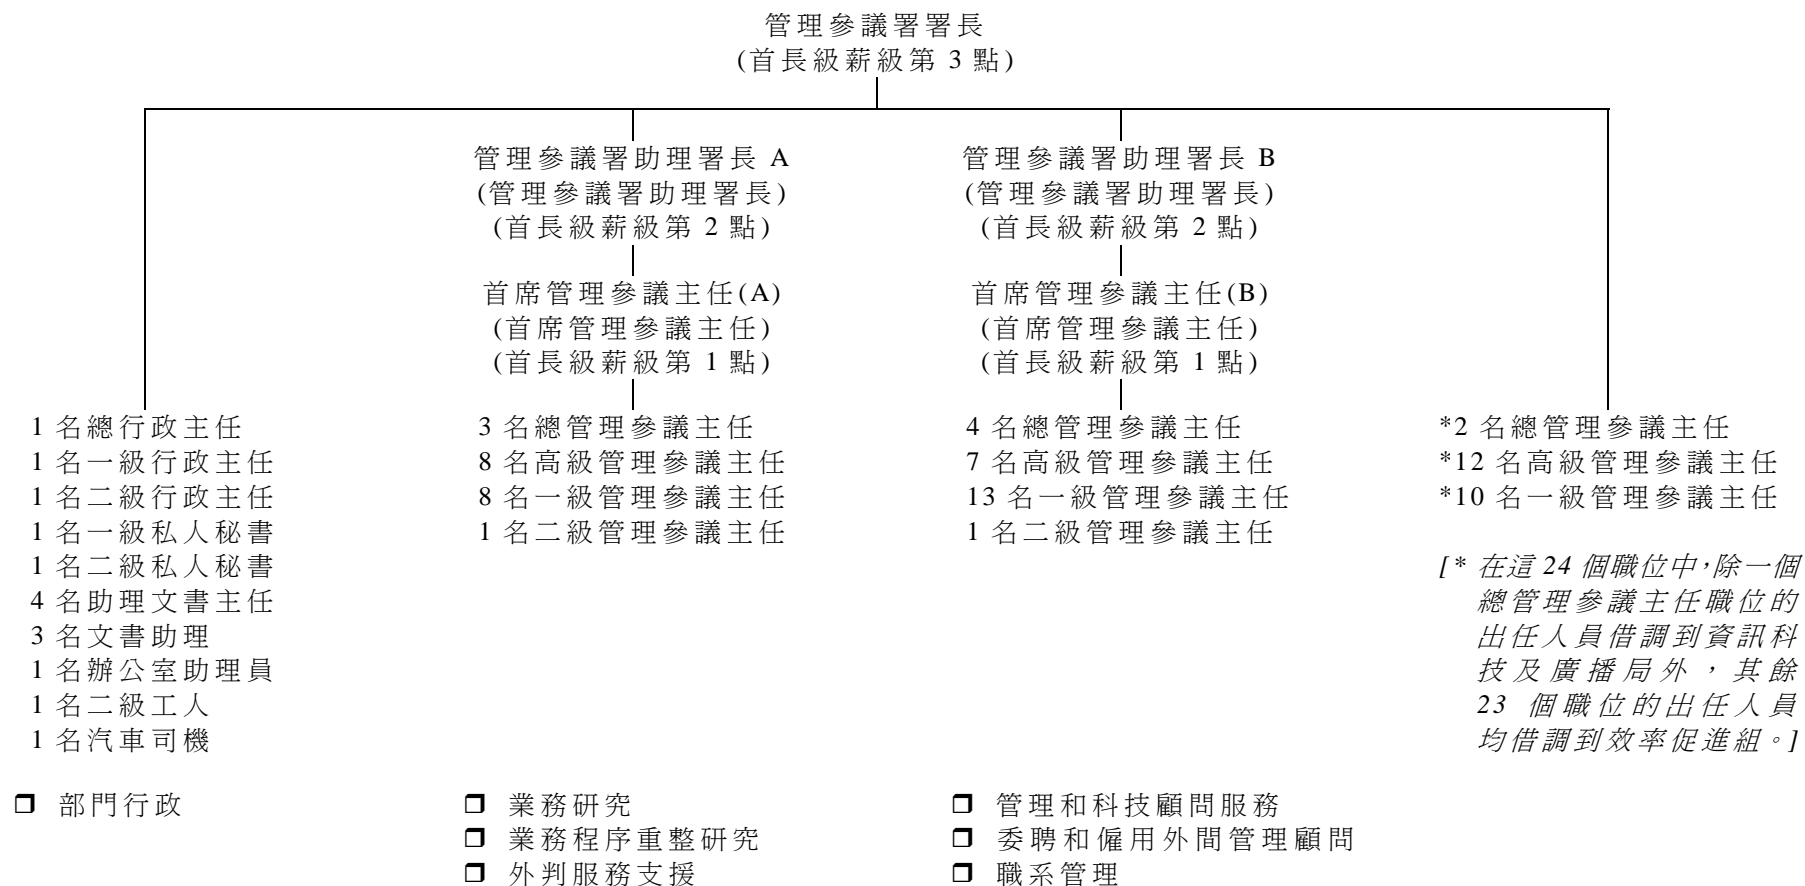 管理參議署署長
(首長級薪級第 3 點)
管理參議署助理署長 A
(管理參議署助理署長)
(首長級薪級第 2 點)
管理參議署助理署長 B
(管理參議署助理署長)
(首長級薪級第 2 點)
首席管理參議主任(A)
(首席管理參議主任)
(首長級薪級第 1 點)
首席管理參議主任(B)
(首席管理參議主任)
(首長級薪級第 1 點)
1 名總行政主任
1 名一級行政主任
1 名二級行政主任
1 名一級私人秘書
1 名二級私人秘書
4 名助理文書主任
3 名文書助理
1 名辦公室助理員
1 名二級工人
1 名汽車司機
3 名總管理參議主任
8 名高級管理參議主任
8 名一級管理參議主任
1 名二級管理參議主任
4 名總管理參議主任
7 名高級管理參議主任
13 名一級管理參議主任
1 名二級管理參議主任
*2 名總管理參議主任
*12 名高級管理參議主任
*10 名一級管理參議主任
[* 在這 24 個職位中，除一個
總管理參議主任職位的
出任人員借調到資訊科
技及廣播局外，其餘
23 個職位的出任人員
均借調到效率促進組。]
❒ 部門行政
❒ 業務研究
❒ 業務程序重整研究
❒ 外判服務支援
❒ 管理和科技顧問服務
❒ 委聘和僱用外間管理顧問
❒ 職系管理